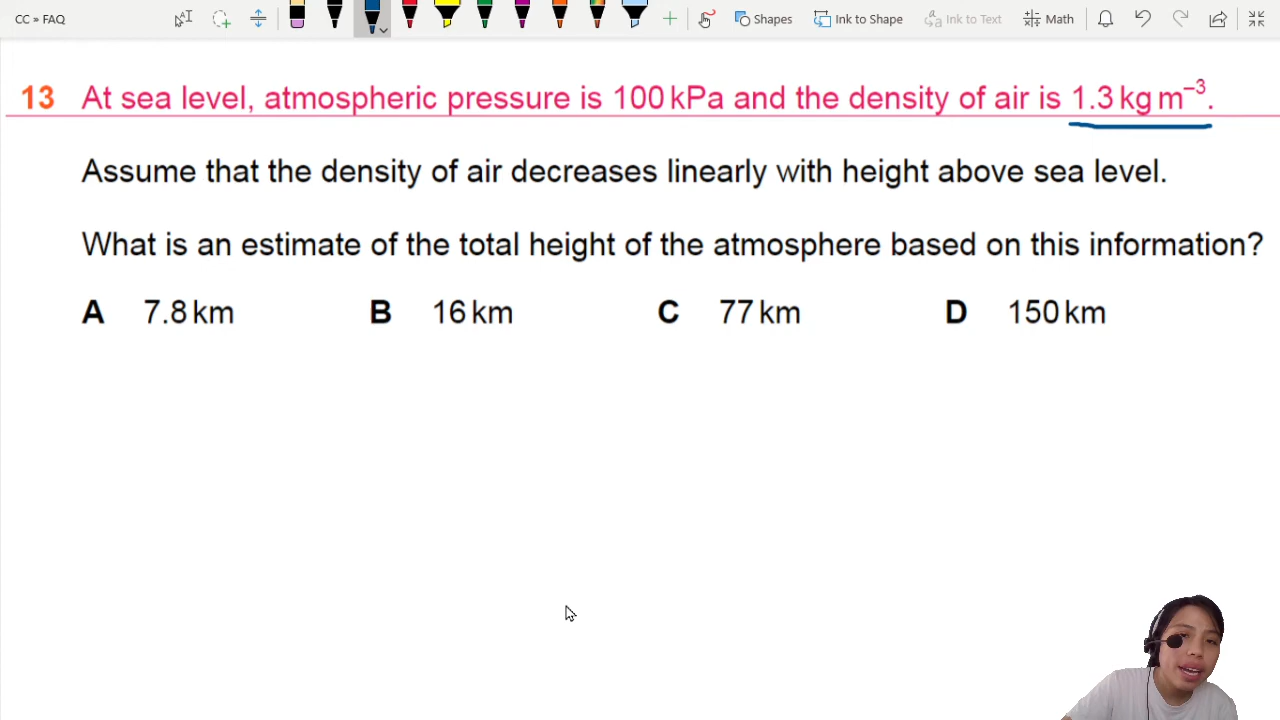 CC » FAQ
Shapes
Ink to Shape
Ink to Text
Math
13 At sea level, atmospheric pressure is 100 kPa and the density of air is 1.3 kg m⁻³.
Assume that the density of air decreases linearly with height above sea level.
What is an estimate of the total height of the atmosphere based on this information?
A 7.8 km B 16 km C 77 km D 150 km